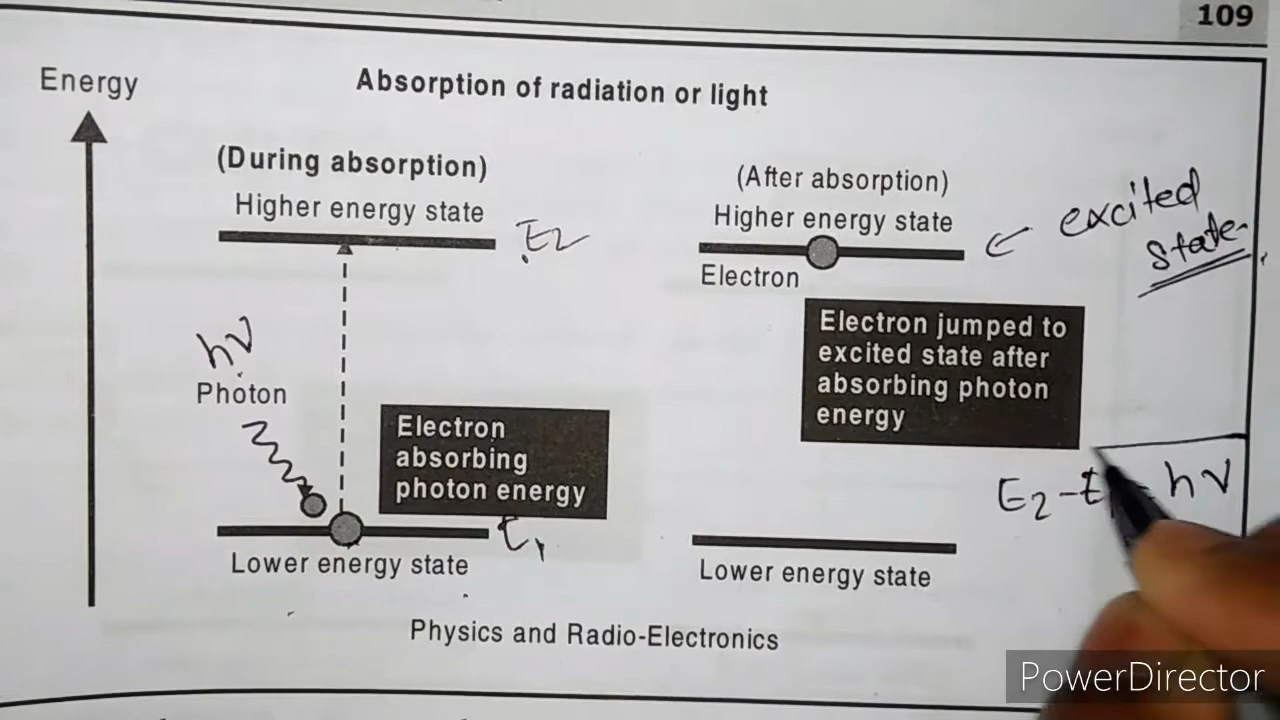 109
Energy
Absorption of radiation or light
(During absorption)
Higher energy state
E2
hν
Photon
Electron
absorbing
photon energy
E1
Lower energy state
(After absorption)
Higher energy state
Electron
excited
state
Electron jumped to
excited state after
absorbing photon
energy
E2 - E
hν
Lower energy state
Physics and Radio-Electronics
PowerDirector